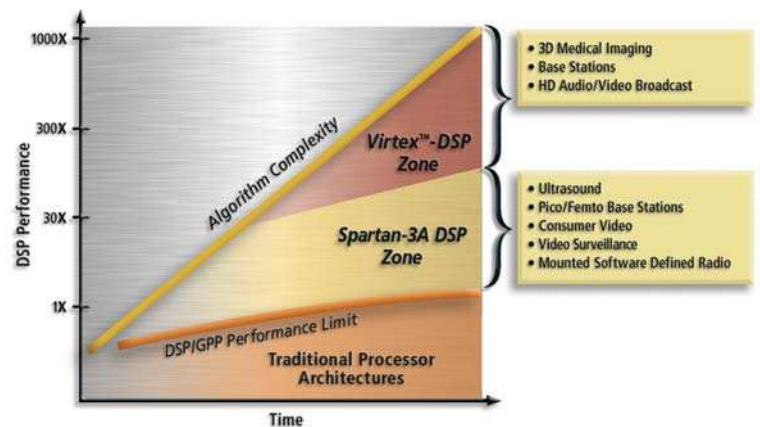 1000X
300X
30X
1X
DSP Performance
Time
Algorithm Complexity
Virtex™-DSP
Zone
Spartan-3A DSP
Zone
DSP/GPP Performance Limit
Traditional Processor
Architectures
• 3D Medical Imaging
• Base Stations
• HD Audio/Video Broadcast
• Ultrasound
• Pico/Femto Base Stations
• Consumer Video
• Video Surveillance
• Mounted Software Defined Radio